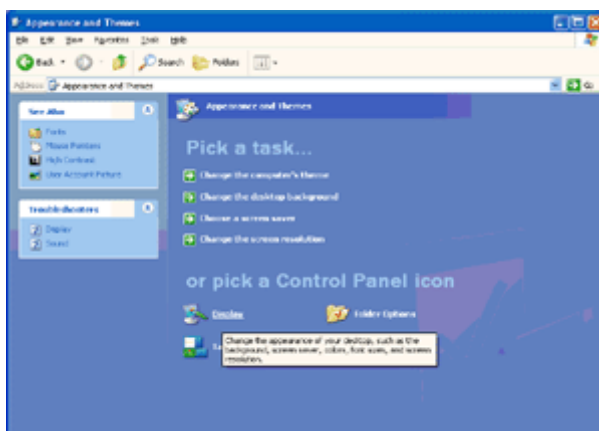 Appearance and Themes
File Edit View Favorites Tools Help
Back Search Folders
Address Appearance and Themes Go
See Also
Fonts
Mouse Pointers
High Contrast
User Account Picture
Troubleshooters
Display
Sound
Appearance and Themes
Pick a task...
Change the computer's theme
Change the desktop background
Choose a screen saver
Change the screen resolution
or pick a Control Panel icon
Display Folder Options
Change the appearance of your desktop, such as the
background, screen saver, colors, font sizes, and screen
resolution.